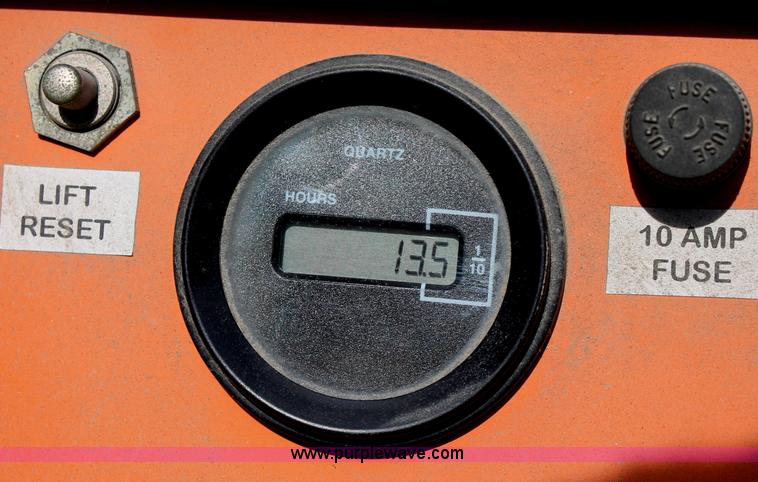 QUARTZ
HOURS
13.5
1
10
LIFT
RESET
FUSE
FUSE
FUSE
10 AMP
FUSE
www.purplewave.com